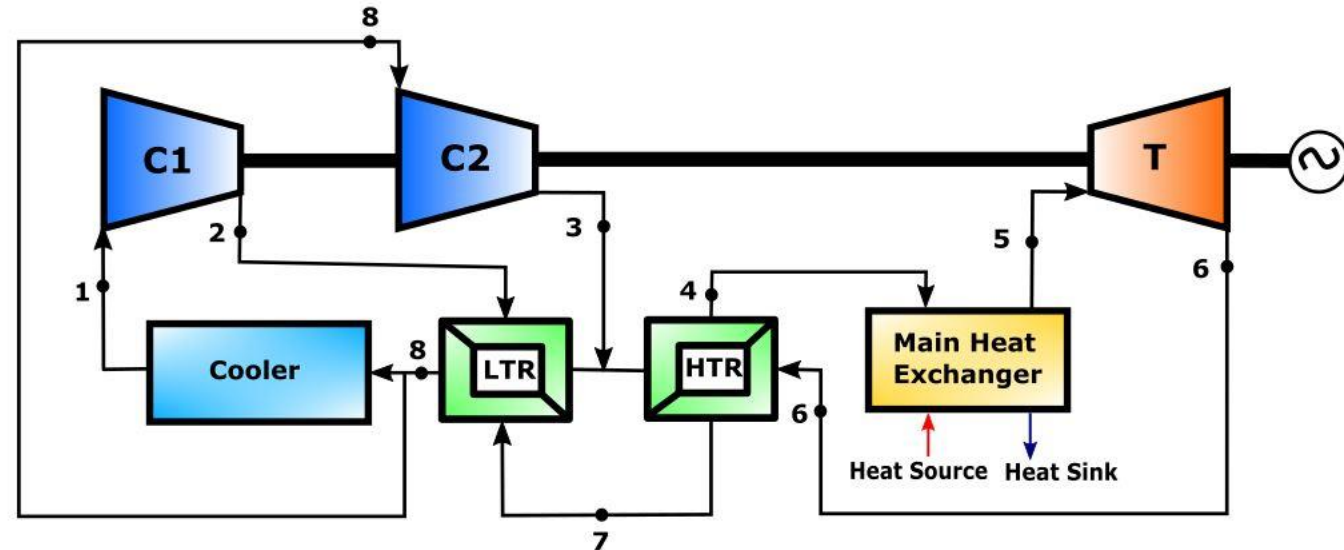 8
C1
C2
T
2
3
5
6
1
4
Main Heat
Exchanger
Cooler
8
LTR
HTR
6
Heat Source
Heat Sink
7